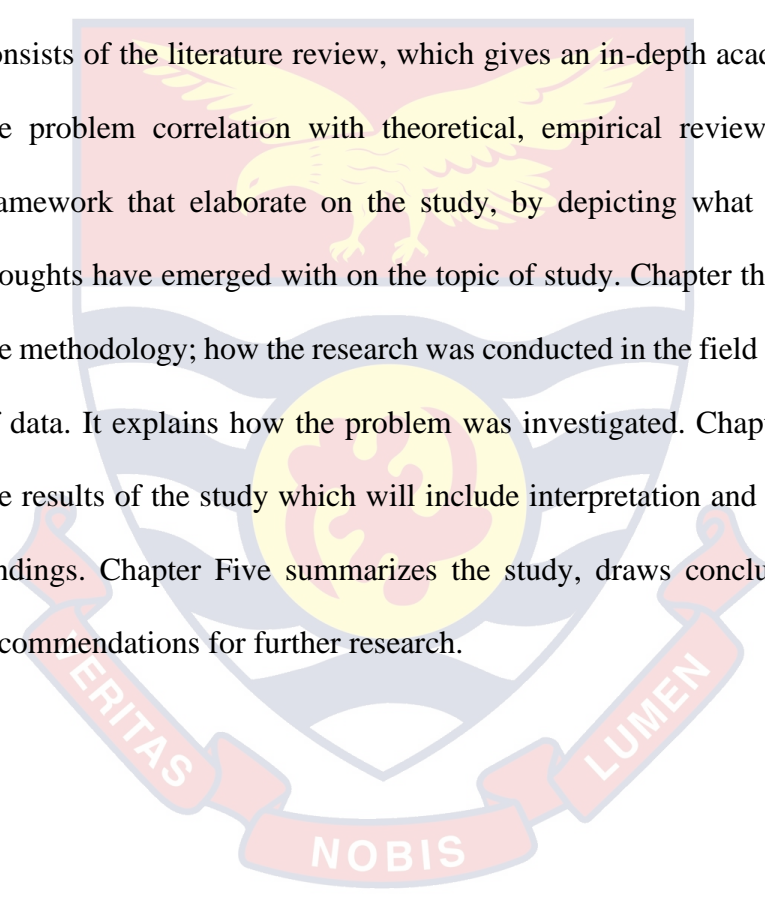 onsists of the literature review, which gives an in-depth acad
e problem correlation with theoretical, empirical review
amework that elaborate on the study, by depicting what
oughts have emerged with on the topic of study. Chapter th
e methodology; how the research was conducted in the field
f data. It explains how the problem was investigated. Chapt
e results of the study which will include interpretation and
ndings. Chapter Five summarizes the study, draws conclu
commendations for further research.
VERITAS
NOBIS
LUMEN